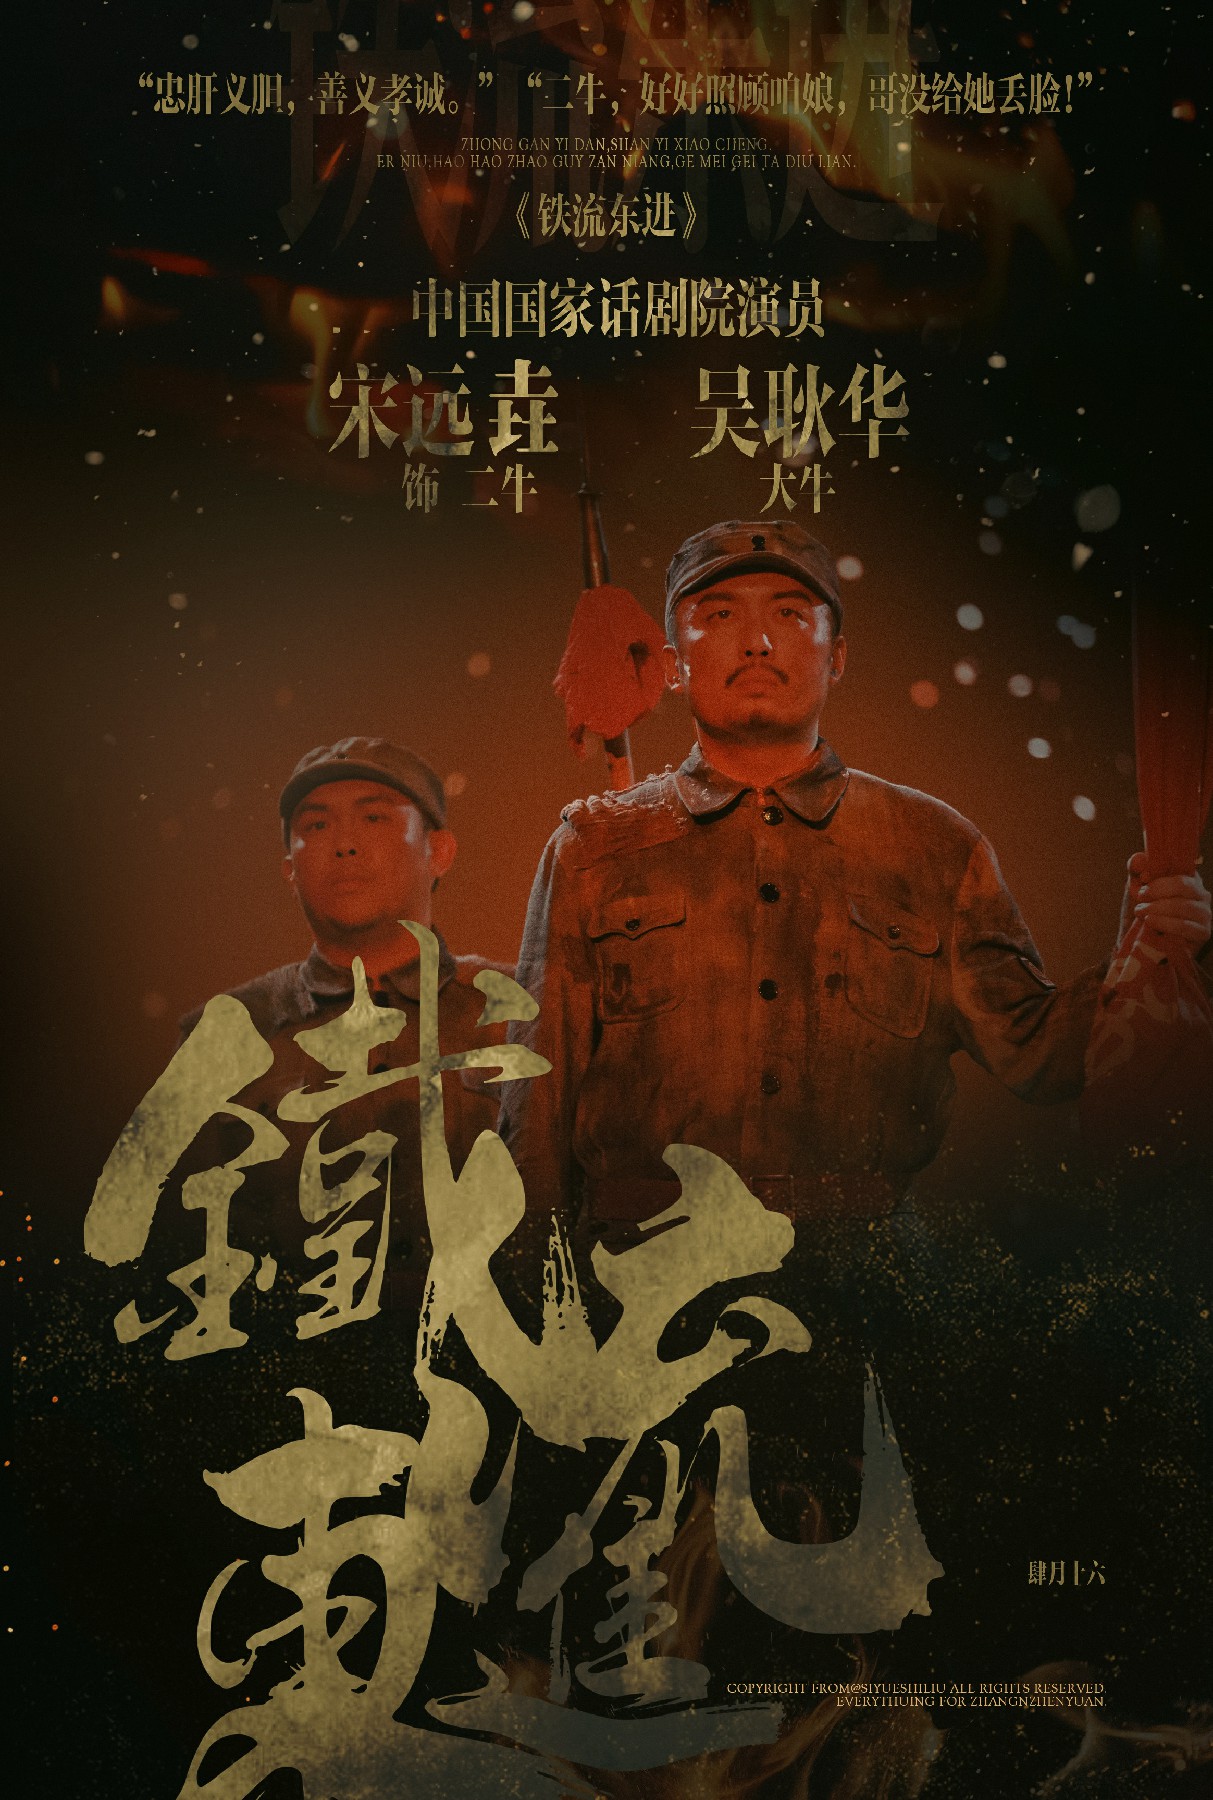 “忠肝义胆，善义孝诚。”“二牛，好好照顾咱娘，哥没给她丢脸！”
ZHONG GAN YI DAN,SHAN YI XIAO CHENG.
ER NIU,HAO HAO ZHAO GUY ZAN NIANG,GE MEI GEI TA DIU LIAN.
铁流东进
《铁流东进》
中国国家话剧院演员
宋远垚 吴耿华
饰 二牛 大牛
鐵流
東進
肆月十六
COPYRIGHT FROM@SIYUESHILIU ALL RIGHTS RESERVED.
EVERYTHUING FOR ZHANGNZHENYUAN.